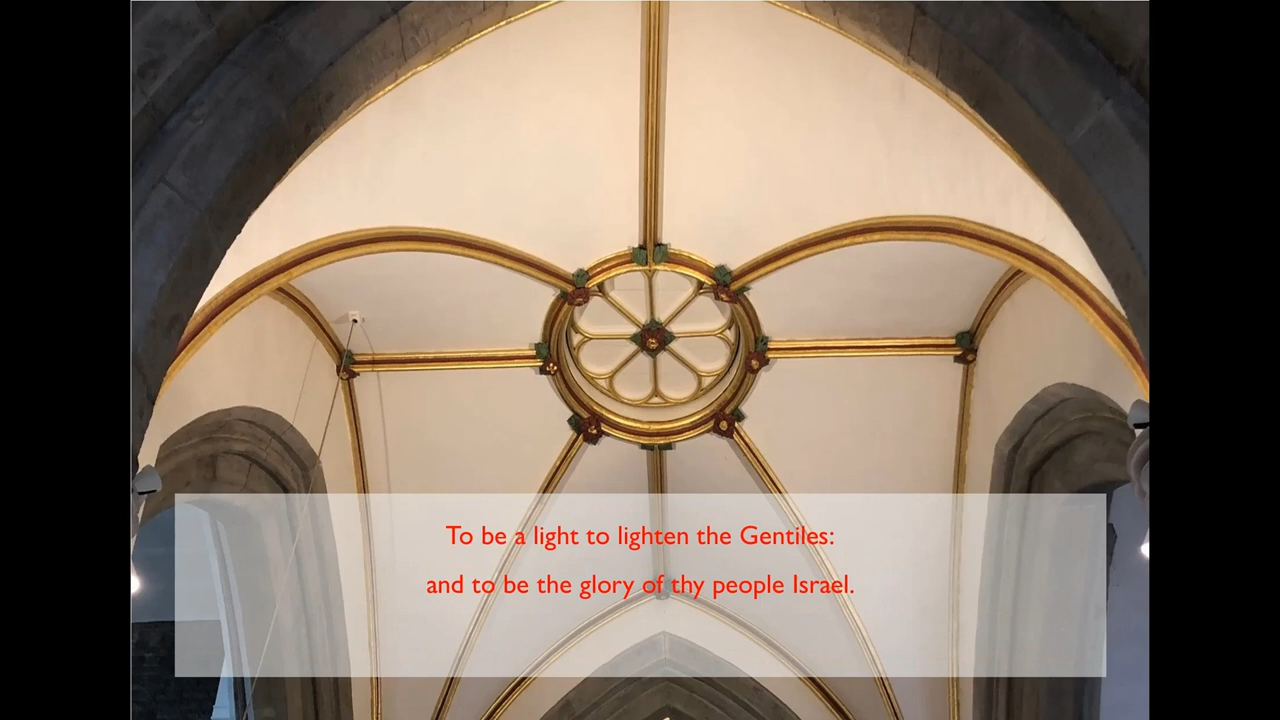 To be a light to lighten the Gentiles:
and to be the glory of thy people Israel.